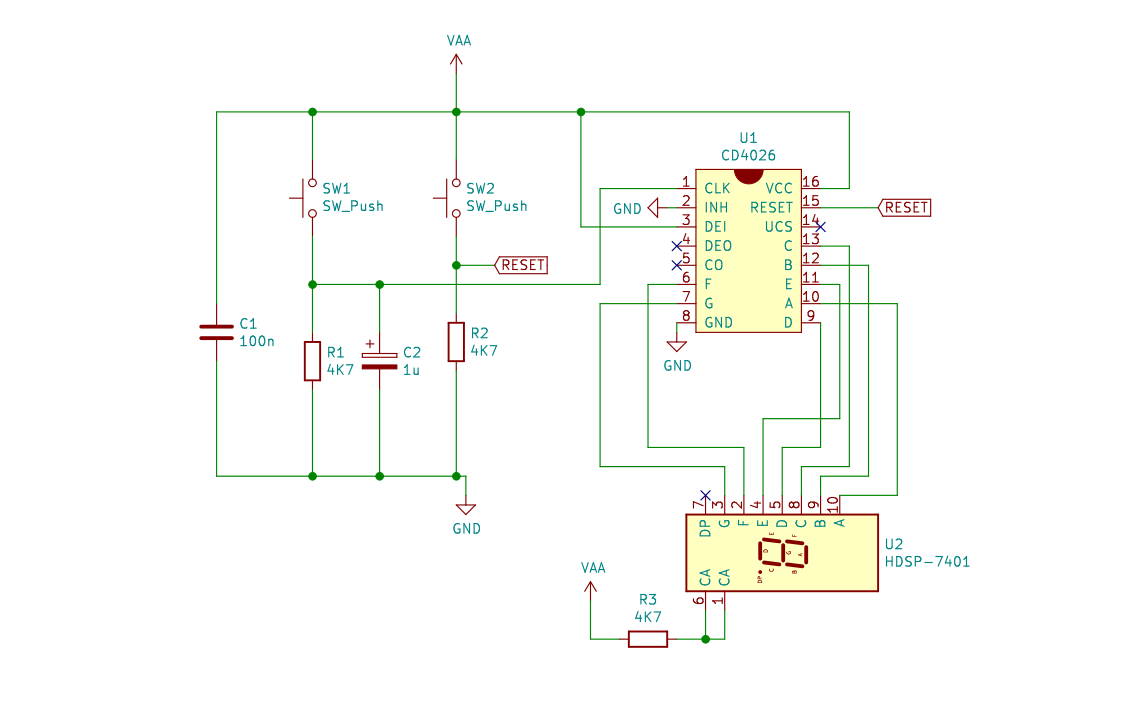 VAA
U1
CD4026
SW1
SW_Push
SW2
SW_Push
1 CLK VCC 16
GND 2 INH RESET 15 RESET
3 DEI UCS 14
4 DEO C 13
RESET 5 CO B 12
6 F E 11
7 G A 10
8 GND D 9
C1
100n
R1
4K7
+
C2
1u
R2
4K7
GND
GND
7 3 2 4 5 8 9 10
DP G F E D C B A
E F
D G A
C B
DP
U2
HDSP-7401
CA CA
6 1
VAA
R3
4K7